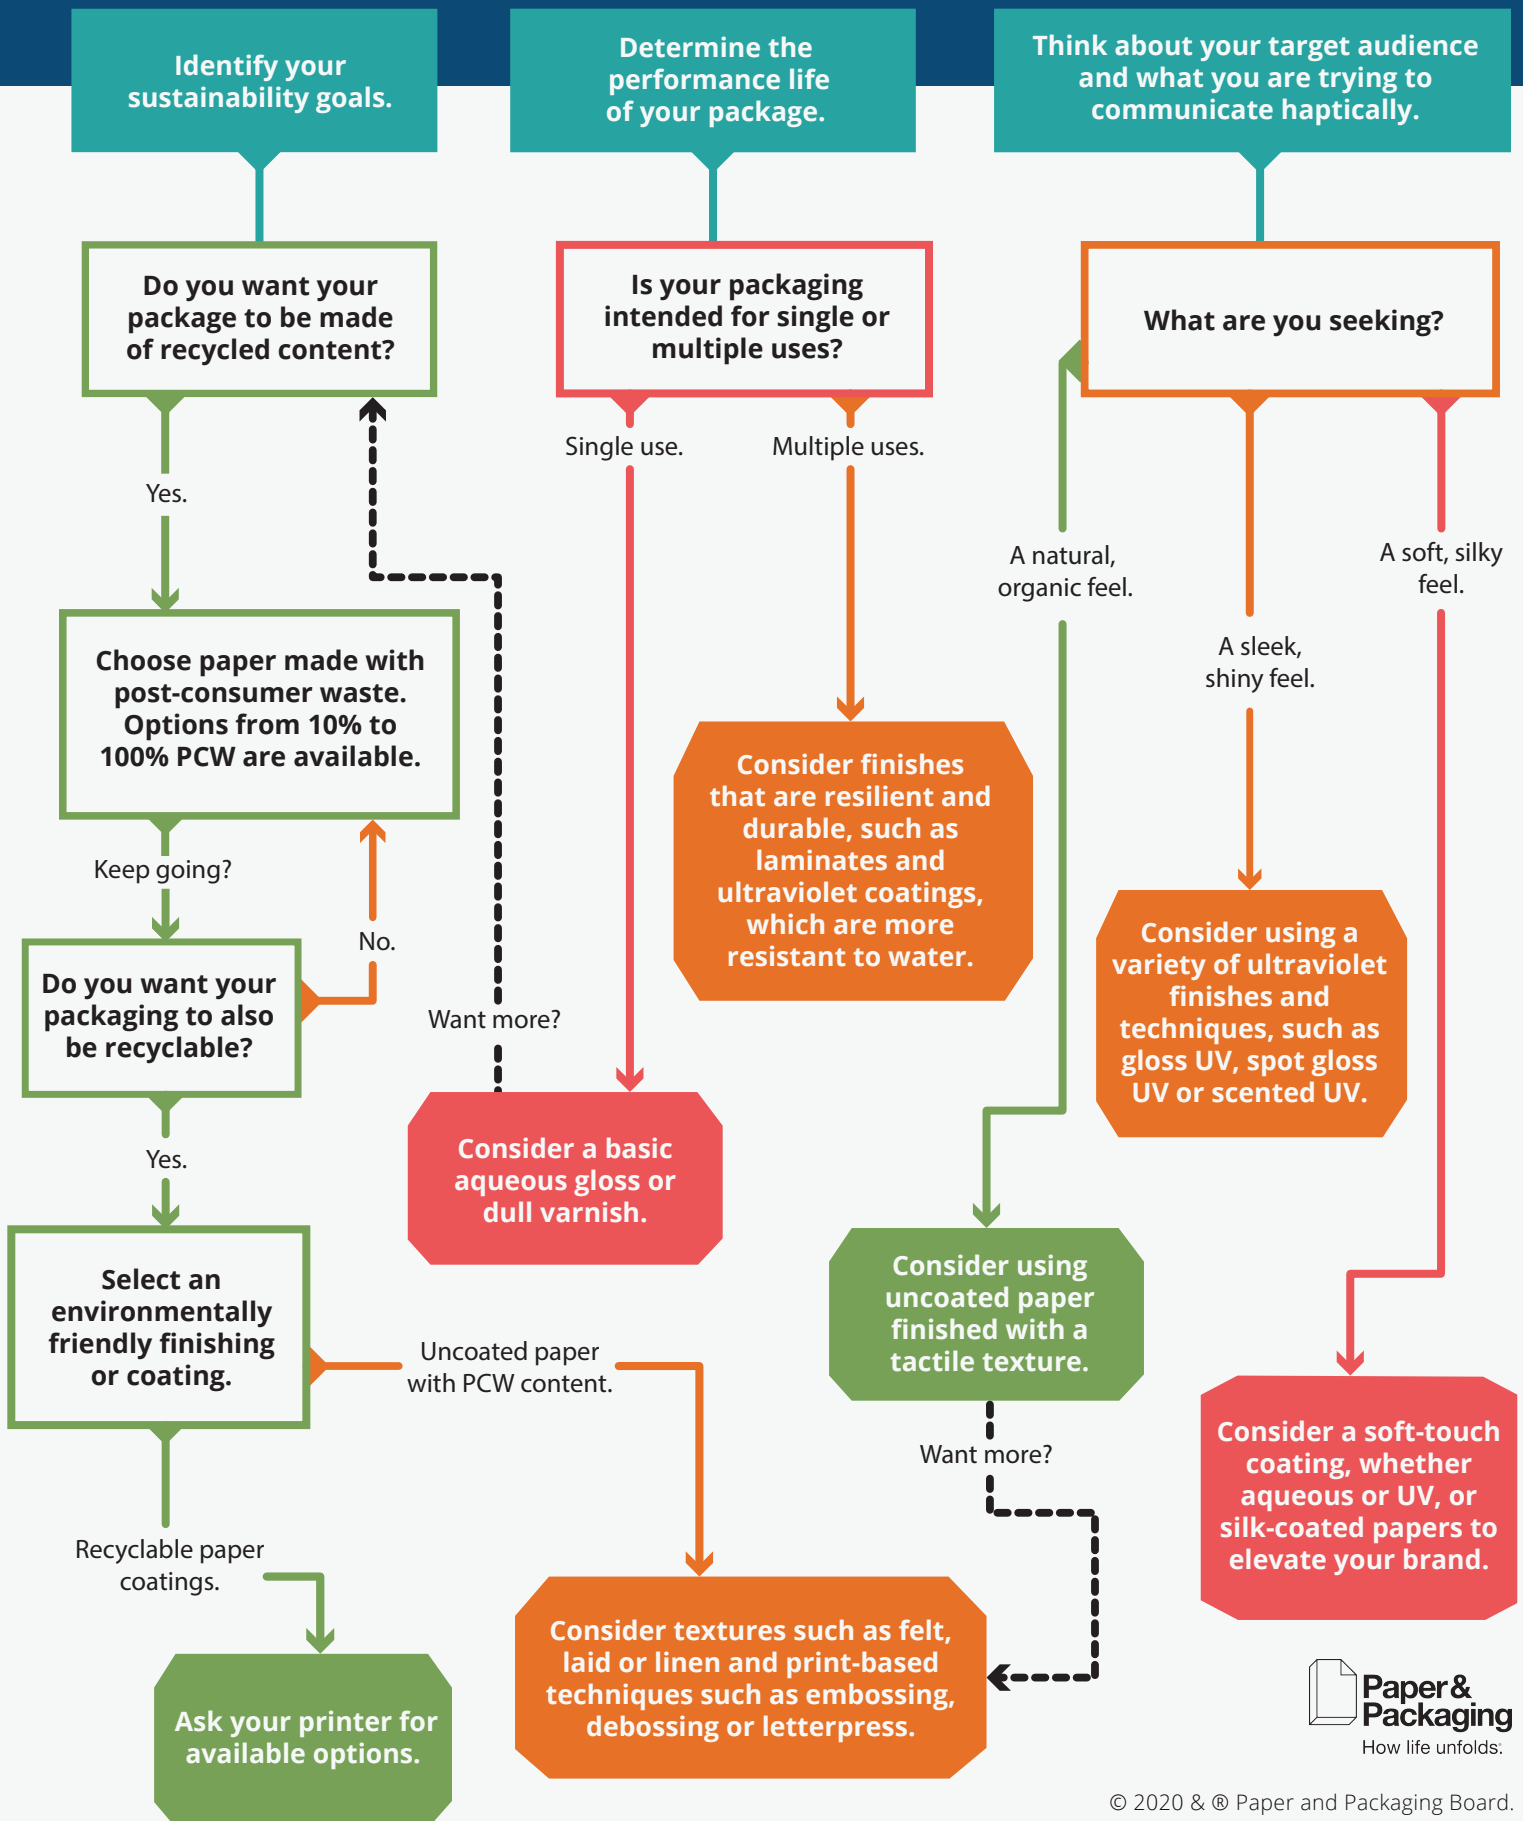 Identify your
sustainability goals.
Determine the
performance life
of your package.
Think about your target audience
and what you are trying to
communicate haptically.
Do you want your
package to be made
of recycled content?
Is your packaging
intended for single or
multiple uses?
What are you seeking?
Single use.
Multiple uses.
Yes.
A natural,
organic feel.
A soft, silky
feel.
A sleek,
shiny feel.
Choose paper made with
post-consumer waste.
Options from 10% to
100% PCW are available.
Consider finishes
that are resilient and
durable, such as
laminates and
ultraviolet coatings,
which are more
resistant to water.
Keep going?
No.
Consider using a
variety of ultraviolet
finishes and
techniques, such as
gloss UV, spot gloss
UV or scented UV.
Do you want your
packaging to also
be recyclable?
Want more?
Yes.
Consider a basic
aqueous gloss or
dull varnish.
Select an
environmentally
friendly finishing
or coating.
Consider using
uncoated paper
finished with a
tactile texture.
Uncoated paper
with PCW content.
Want more?
Consider a soft-touch
coating, whether
aqueous or UV, or
silk-coated papers to
elevate your brand.
Recyclable paper
coatings.
Consider textures such as felt,
laid or linen and print-based
techniques such as embossing,
debossing or letterpress.
Ask your printer for
available options.
Paper&
Packaging
How life unfolds.®
© 2020 & ® Paper and Packaging Board.